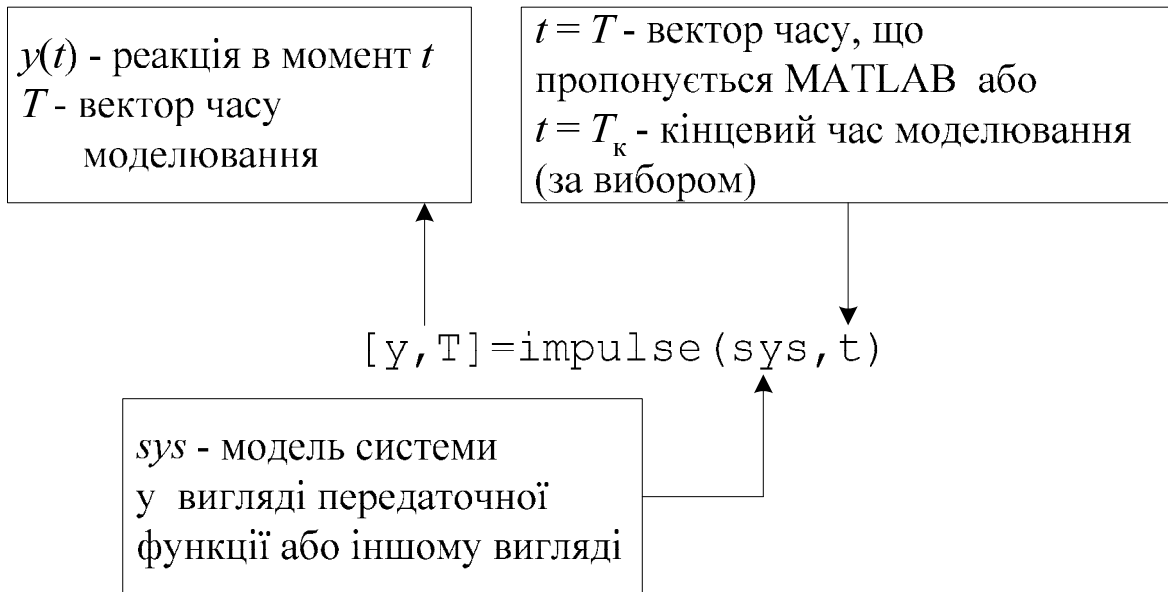 y(t) - реакція в момент t
T - вектор часу
моделювання
t = T - вектор часу, що
пропонується MATLAB або
t = Tк - кінцевий час моделювання
(за вибором)
[y,T]=impulse(sys,t)
sys - модель системи
у вигляді передаточної
функції або іншому вигляді